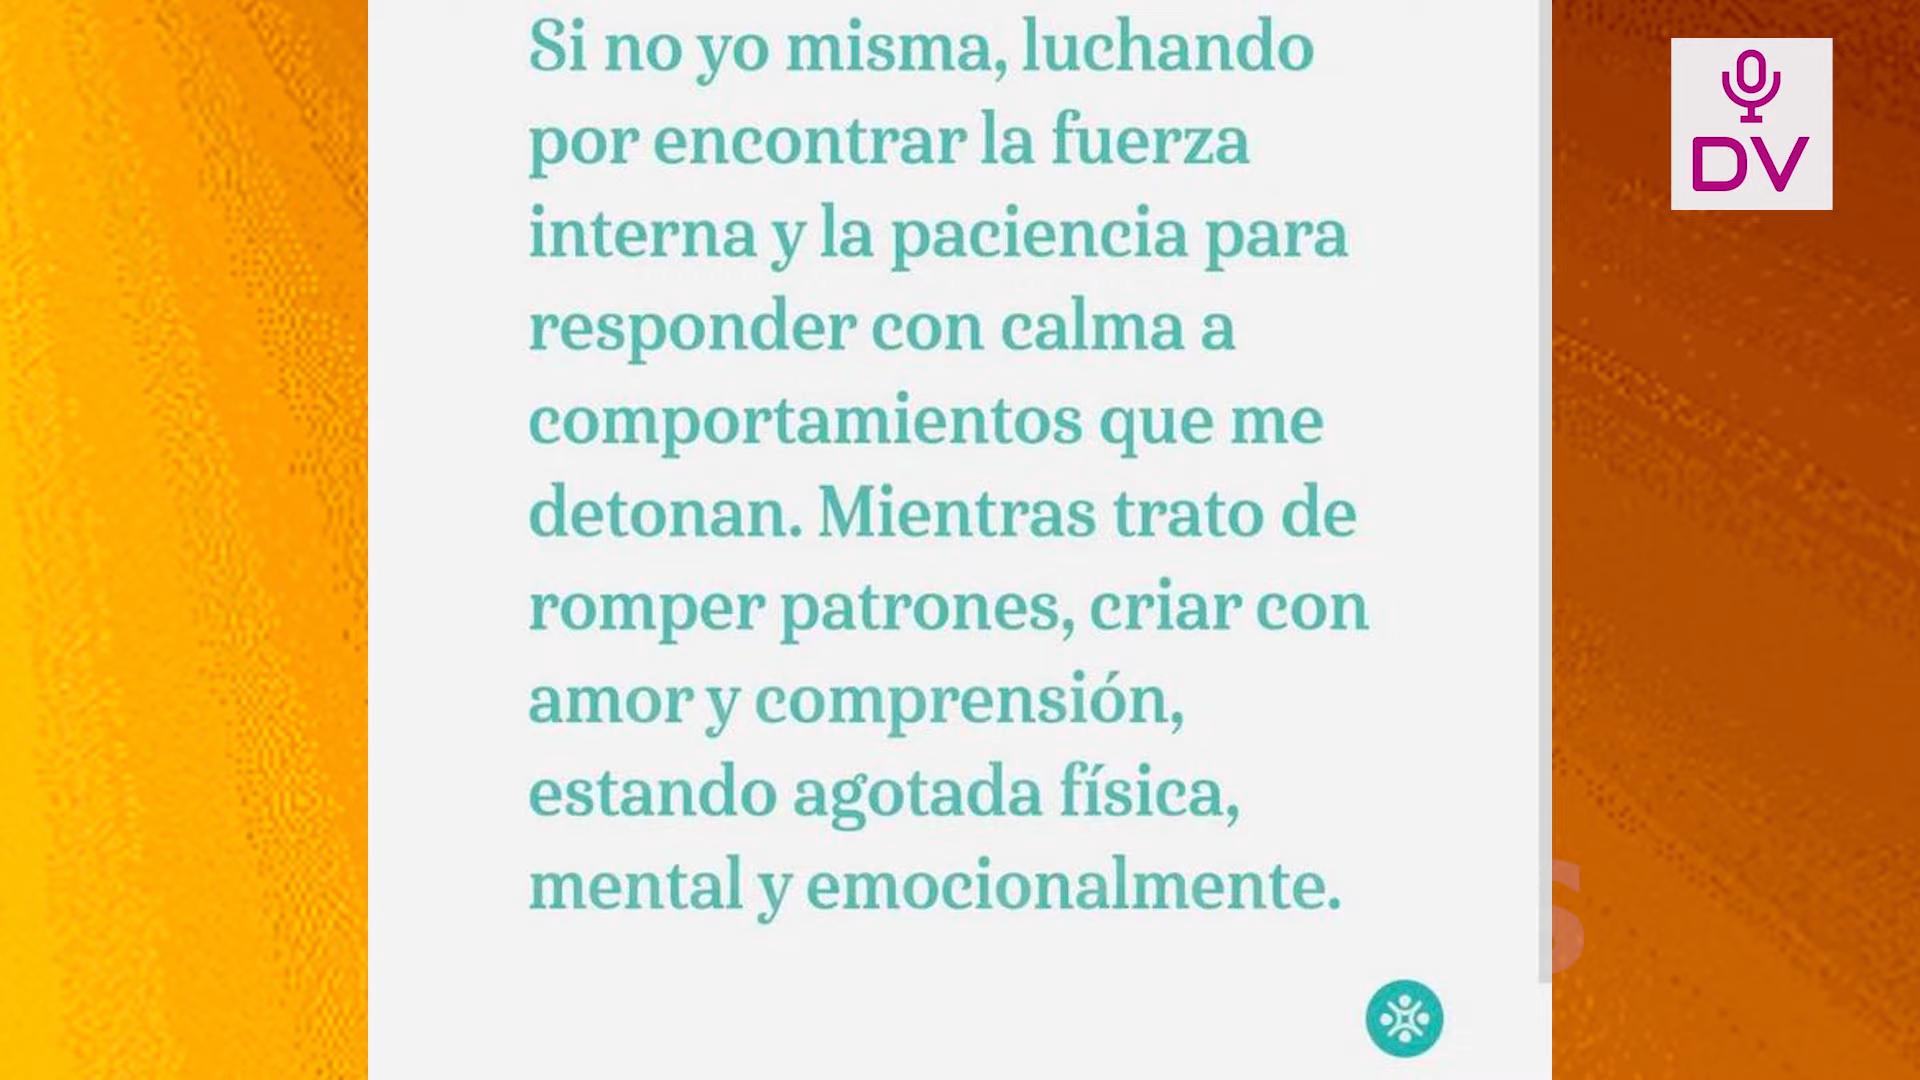 Si no yo misma, luchando
por encontrar la fuerza
interna y la paciencia para
responder con calma a
comportamientos que me
detonan. Mientras trato de
romper patrones, criar con
amor y comprensión,
estando agotada física,
mental y emocionalmente.
DV
S